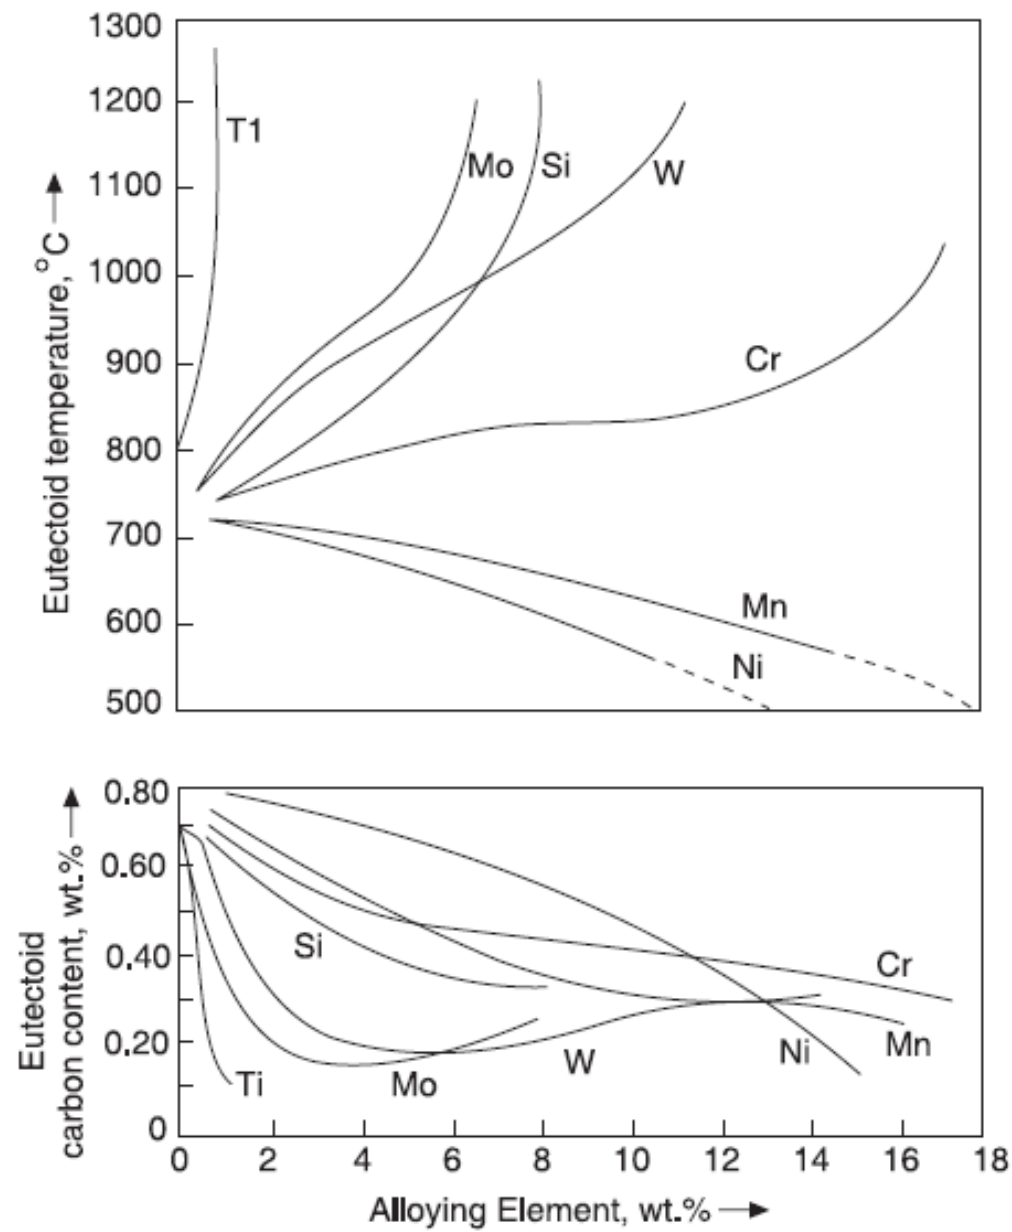 1300
1200
1100
1000
900
800
700
600
500
Eutectoid temperature, °C →
T1
Mo
Si
W
Cr
Mn
Ni
0.80
0.60
0.40
0.20
0
Eutectoid
carbon content, wt.% →
Si
Ti
Mo
W
Ni
Cr
Mn
0 2 4 6 8 10 12 14 16 18
Alloying Element, wt.% →